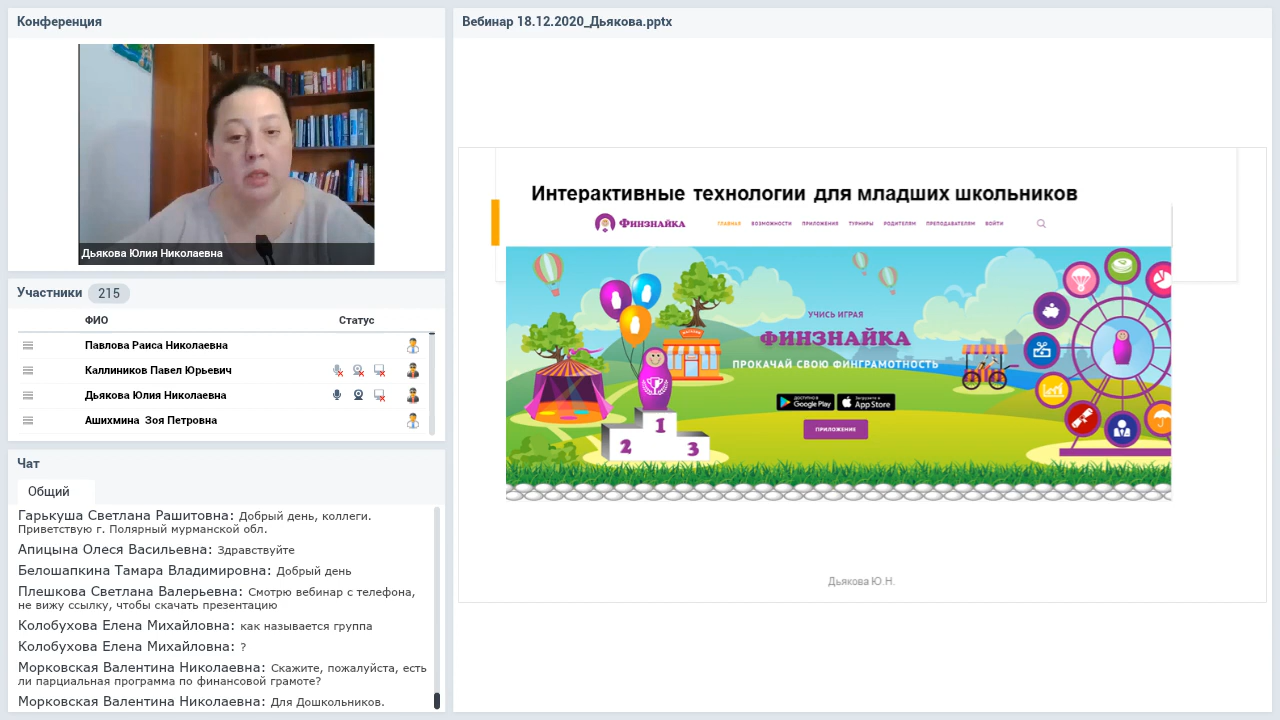 Конференция
Дьякова Юлия Николаевна
Участники 215
ФИО Статус
Павлова Раиса Николаевна
Каллиников Павел Юрьевич
Дьякова Юлия Николаевна
Ашихмина Зоя Петровна
Чат
Общий
Гарькуша Светлана Рашитовна: Добрый день, коллеги.
Приветствую г. Полярный мурманской обл.
Апицына Олеся Васильевна: Здравствуйте
Белошапкина Тамара Владимировна: Добрый день
Плешкова Светлана Валерьевна: Смотрю вебинар с телефона,
не вижу ссылку, чтобы скачать презентацию
Колобухова Елена Михайловна: как называется группа
Колобухова Елена Михайловна: ?
Морковская Валентина Николаевна: Скажите, пожалуйста, есть
ли парциальная программа по финансовой грамоте?
Морковская Валентина Николаевна: Для Дошкольников.
Вебинар 18.12.2020_Дьякова.pptx
Интерактивные технологии для младших школьников
Финзнайка ГЛАВНАЯ ВОЗМОЖНОСТИ ПРИЛОЖЕНИЯ ТУРНИРЫ РОДИТЕЛЯМ ПРЕПОДАВАТЕЛЯМ ВОЙТИ
УЧИСЬ ИГРАЯ
ФИНЗНАЙКА
ПРОКАЧАЙ СВОЮ ФИНГРАМОТНОСТЬ
ДОСТУПНО В Google Play Загрузите в App Store
ПРИЛОЖЕНИЕ
1
2
3
Дьякова Ю.Н.